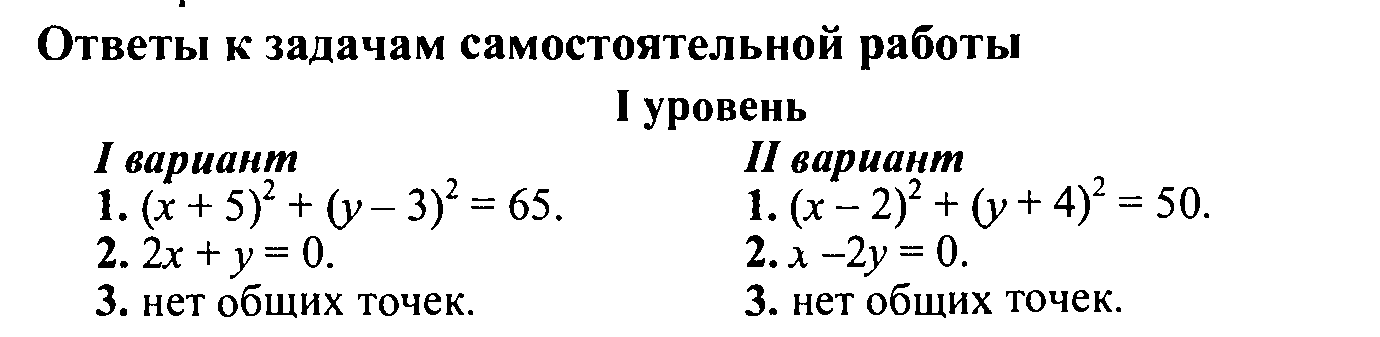 Ответы к задачам самостоятельной работы
I уровень
I вариант
1. (x + 5)² + (y – 3)² = 65.
2. 2x + y = 0.
3. нет общих точек.
II вариант
1. (x – 2)² + (y + 4)² = 50.
2. x –2y = 0.
3. нет общих точек.